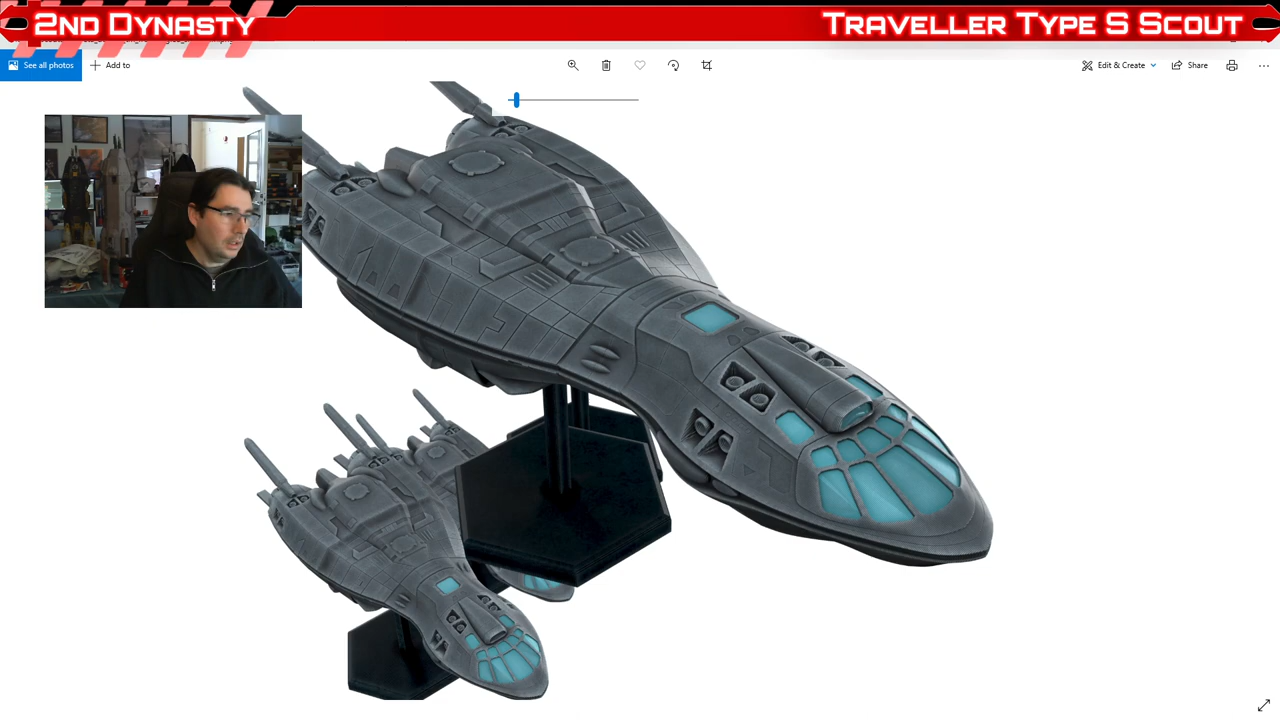 2nd Dynasty
Traveller Type S Scout
See all photos
Add to
Edit & Create
Share